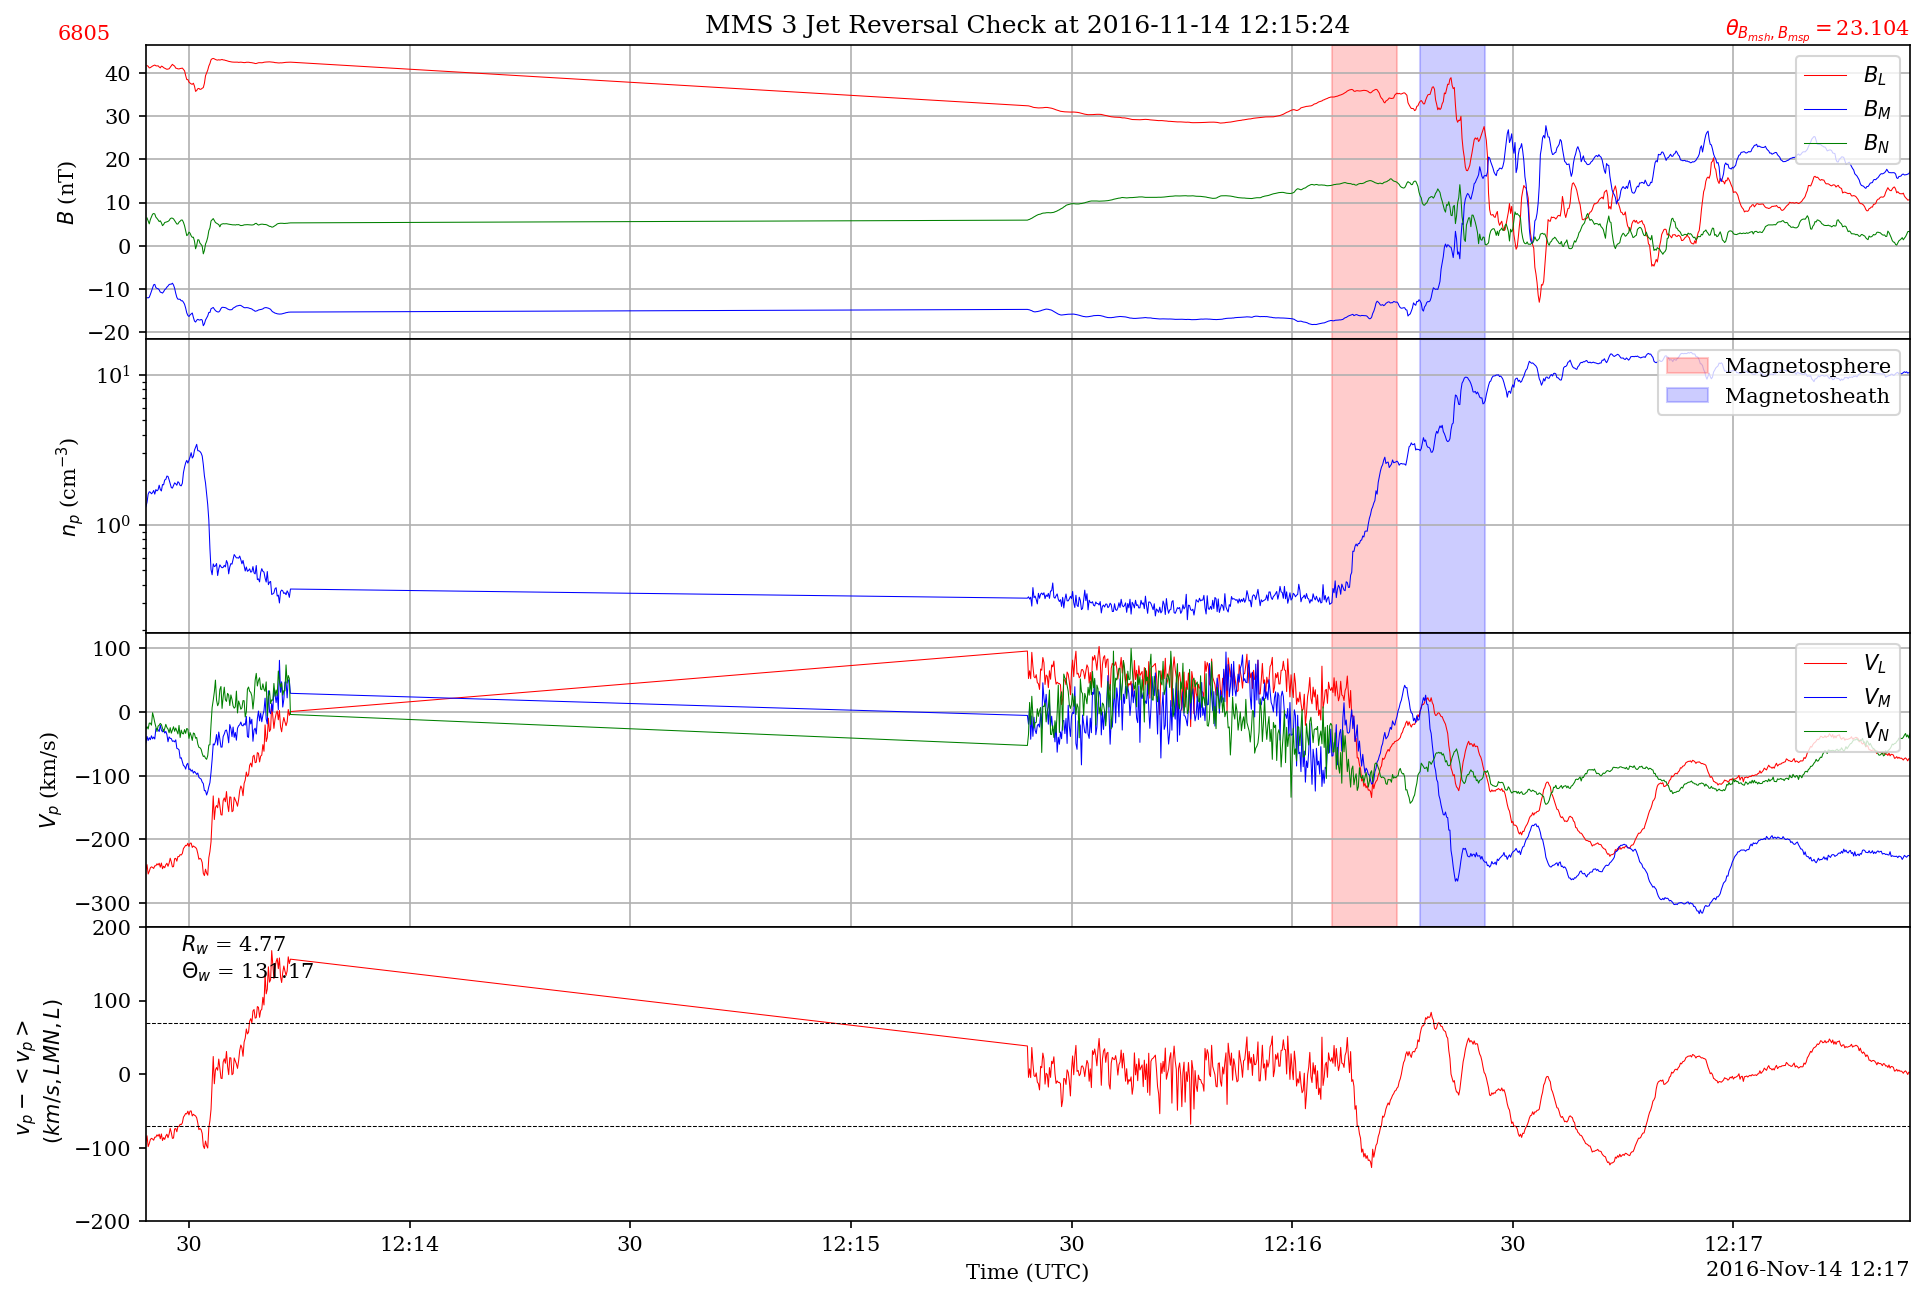 MMS 3 Jet Reversal Check at 2016-11-14 12:15:24
6805
θ_{B_{msh}, B_{msp}} = 23.104
40
30
20
10
0
−10
−20
B (nT)
B_L
B_M
B_N
10^1
10^0
n_p (cm^{−3})
Magnetosphere
Magnetosheath
100
0
−100
−200
−300
V_p (km/s)
V_L
V_M
V_N
200
100
0
−100
−200
v_p − < v_p >
(km/s, LMN, L)
R_w = 4.77
Θ_w = 131.17
30 12:14 30 12:15 30 12:16 30 12:17
Time (UTC)
2016-Nov-14 12:17